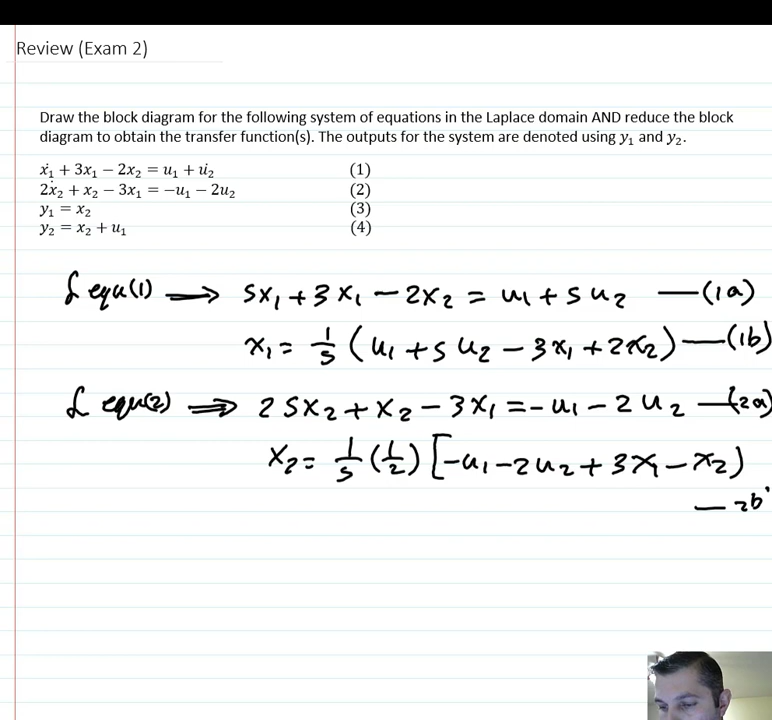 Review (Exam 2)
Draw the block diagram for the following system of equations in the Laplace domain AND reduce the block
diagram to obtain the transfer function(s). The outputs for the system are denoted using y₁ and y₂.
ẋ₁ + 3x₁ − 2x₂ = u₁ + u̇₂ (1)
2ẋ₂ + x₂ − 3x₁ = −u₁ − 2u₂ (2)
y₁ = x₂ (3)
y₂ = x₂ + u₁ (4)
ℒ equ(1) ⟶ sx₁ + 3x₁ − 2x₂ = u₁ + su₂ —(1a)
x₁ = 1/s (u₁ + su₂ − 3x₁ + 2x₂) —(1b)
ℒ equ(2) ⟹ 2sx₂ + x₂ − 3x₁ = −u₁ − 2u₂ —(2a)
x₂ = 1/s (1/2) [−u₁ − 2u₂ + 3x₁ − x₂)
— 2b